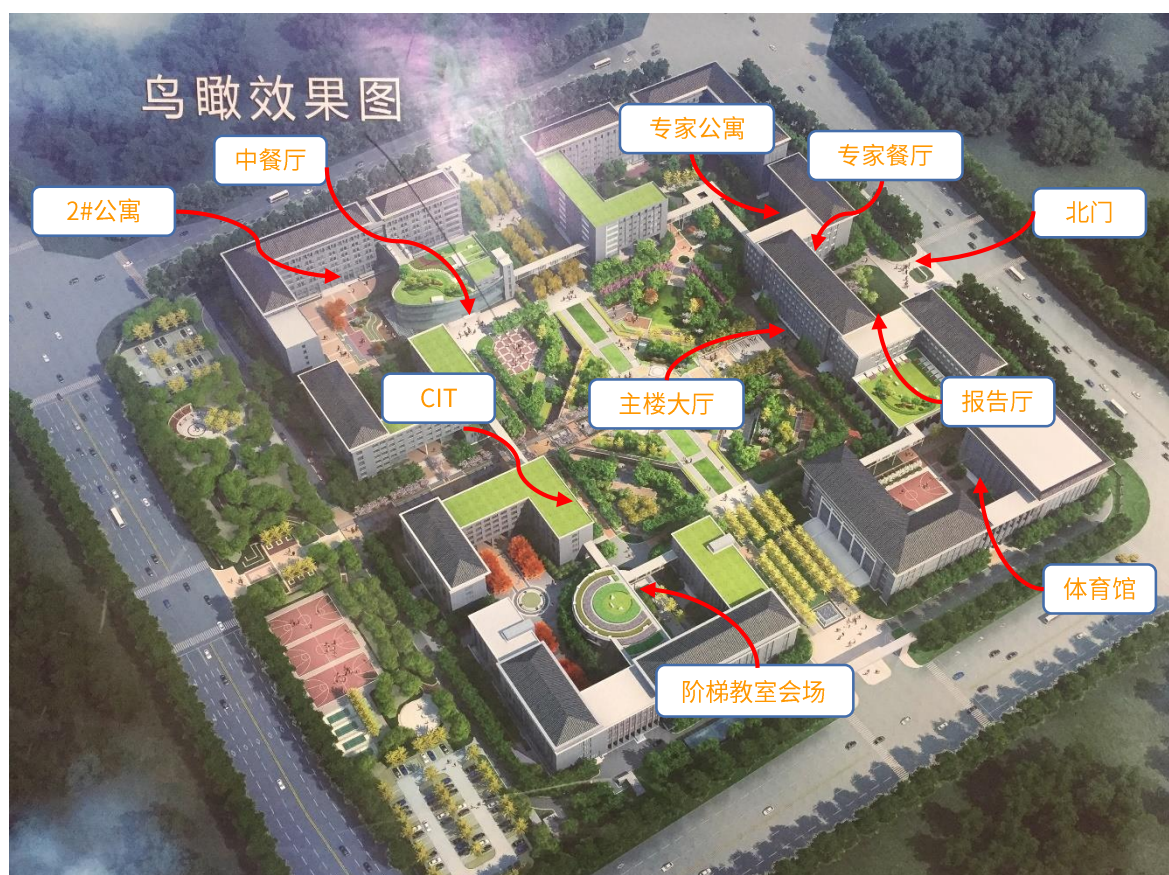 鸟瞰效果图
专家公寓
中餐厅
专家餐厅
2#公寓
北门
CIT
主楼大厅
报告厅
体育馆
阶梯教室会场